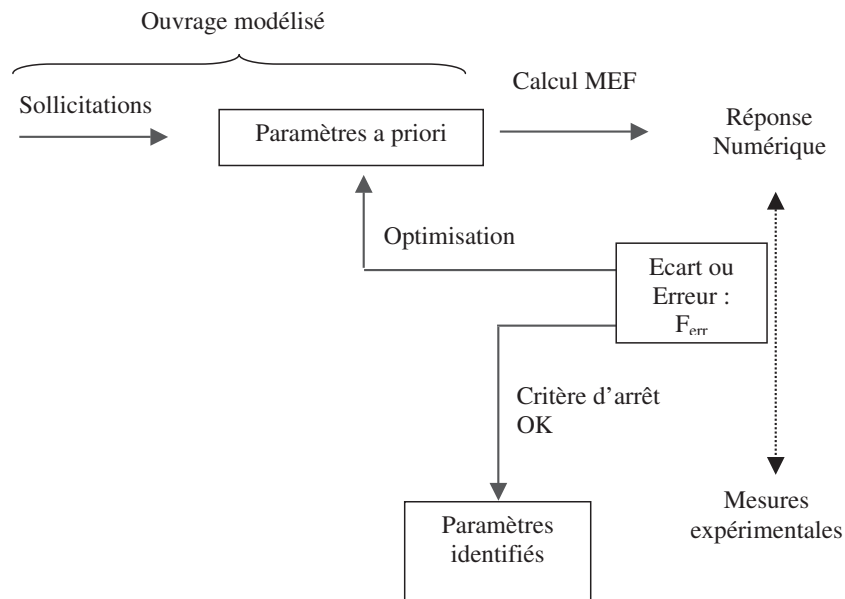 Ouvrage modélisé
Sollicitations
Calcul MEF
Paramètres a priori
Réponse
Numérique
Optimisation
Ecart ou
Erreur :
Ferr
Critère d'arrêt
OK
Mesures
expérimentales
Paramètres
identifiés